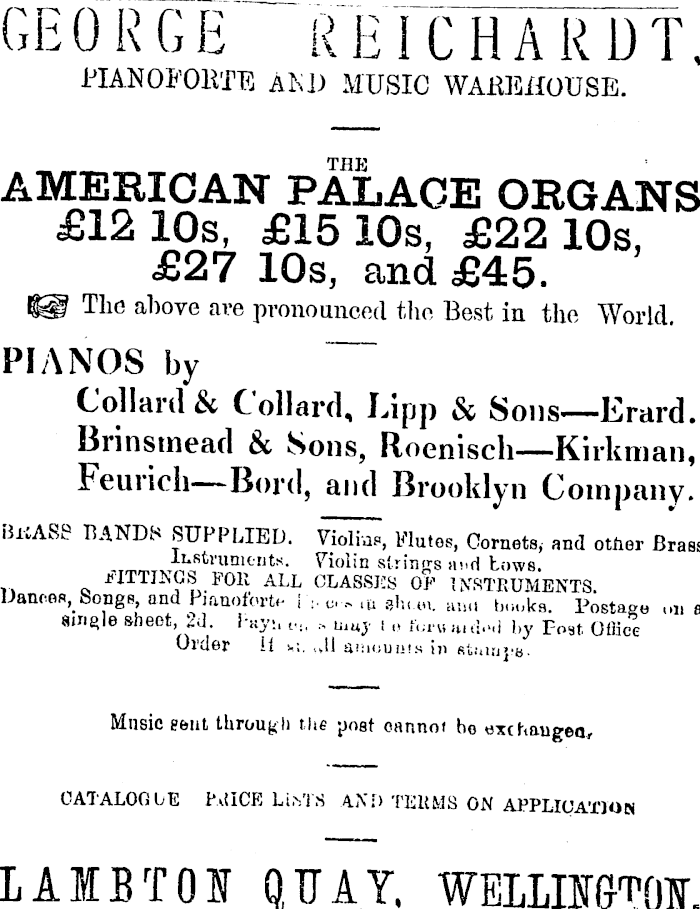 GEORGE REICHARDT,
PIANOFORTE AND MUSIC WAREHOUSE.
THE
AMERICAN PALACE ORGANS
£12 10s, £15 10s, £22 10s,
£27 10s, and £45.
The above are pronounced the Best in the World.
PIANOS by
Collard & Collard, Lipp & Sons—Erard.
Brinsmead & Sons, Roenisch—Kirkman,
Feurich—Bord, and Brooklyn Company.
BRASS BANDS SUPPLIED. Violins, Flutes, Cornets, and other Brass
Instruments. Violin strings and bows.
FITTINGS FOR ALL CLASSES OF INSTRUMENTS.
Dances, Songs, and Pianoforte in sheet and books. Postage on a
single sheet, 2d. may be forwarded by Post Office
Order amounts in stamps.
Music sent through the post cannot be exchanged,
CATALOGUE PRICE LISTS AND TERMS ON APPLICATION
LAMBTON QUAY, WELLINGTON.